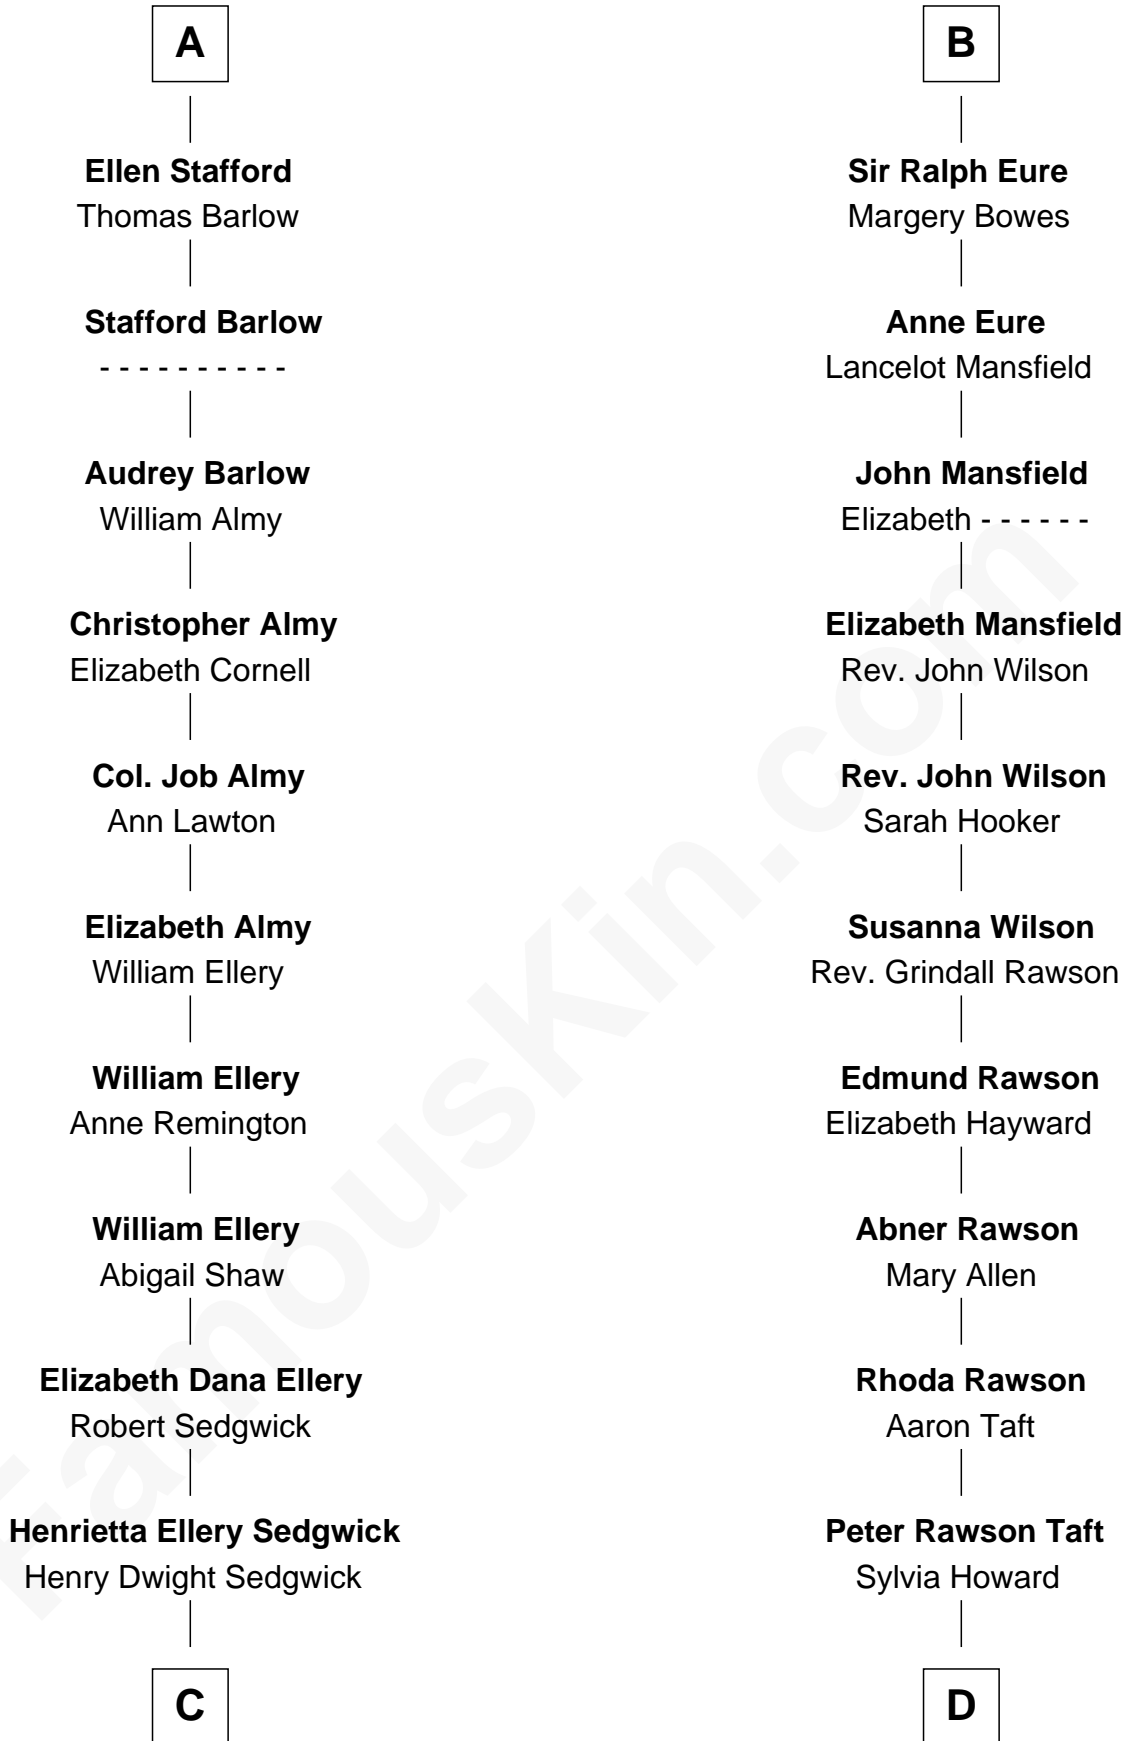 A
Ellen Stafford
Thomas Barlow
Stafford Barlow
- - - - - - - - - -
Audrey Barlow
William Almy
Christopher Almy
Elizabeth Cornell
Col. Job Almy
Ann Lawton
Elizabeth Almy
William Ellery
William Ellery
Anne Remington
William Ellery
Abigail Shaw
Elizabeth Dana Ellery
Robert Sedgwick
Henrietta Ellery Sedgwick
Henry Dwight Sedgwick
C
B
Sir Ralph Eure
Margery Bowes
Anne Eure
Lancelot Mansfield
John Mansfield
Elizabeth - - - - - -
Elizabeth Mansfield
Rev. John Wilson
Rev. John Wilson
Sarah Hooker
Susanna Wilson
Rev. Grindall Rawson
Edmund Rawson
Elizabeth Hayward
Abner Rawson
Mary Allen
Rhoda Rawson
Aaron Taft
Peter Rawson Taft
Sylvia Howard
D
FamousKin.com